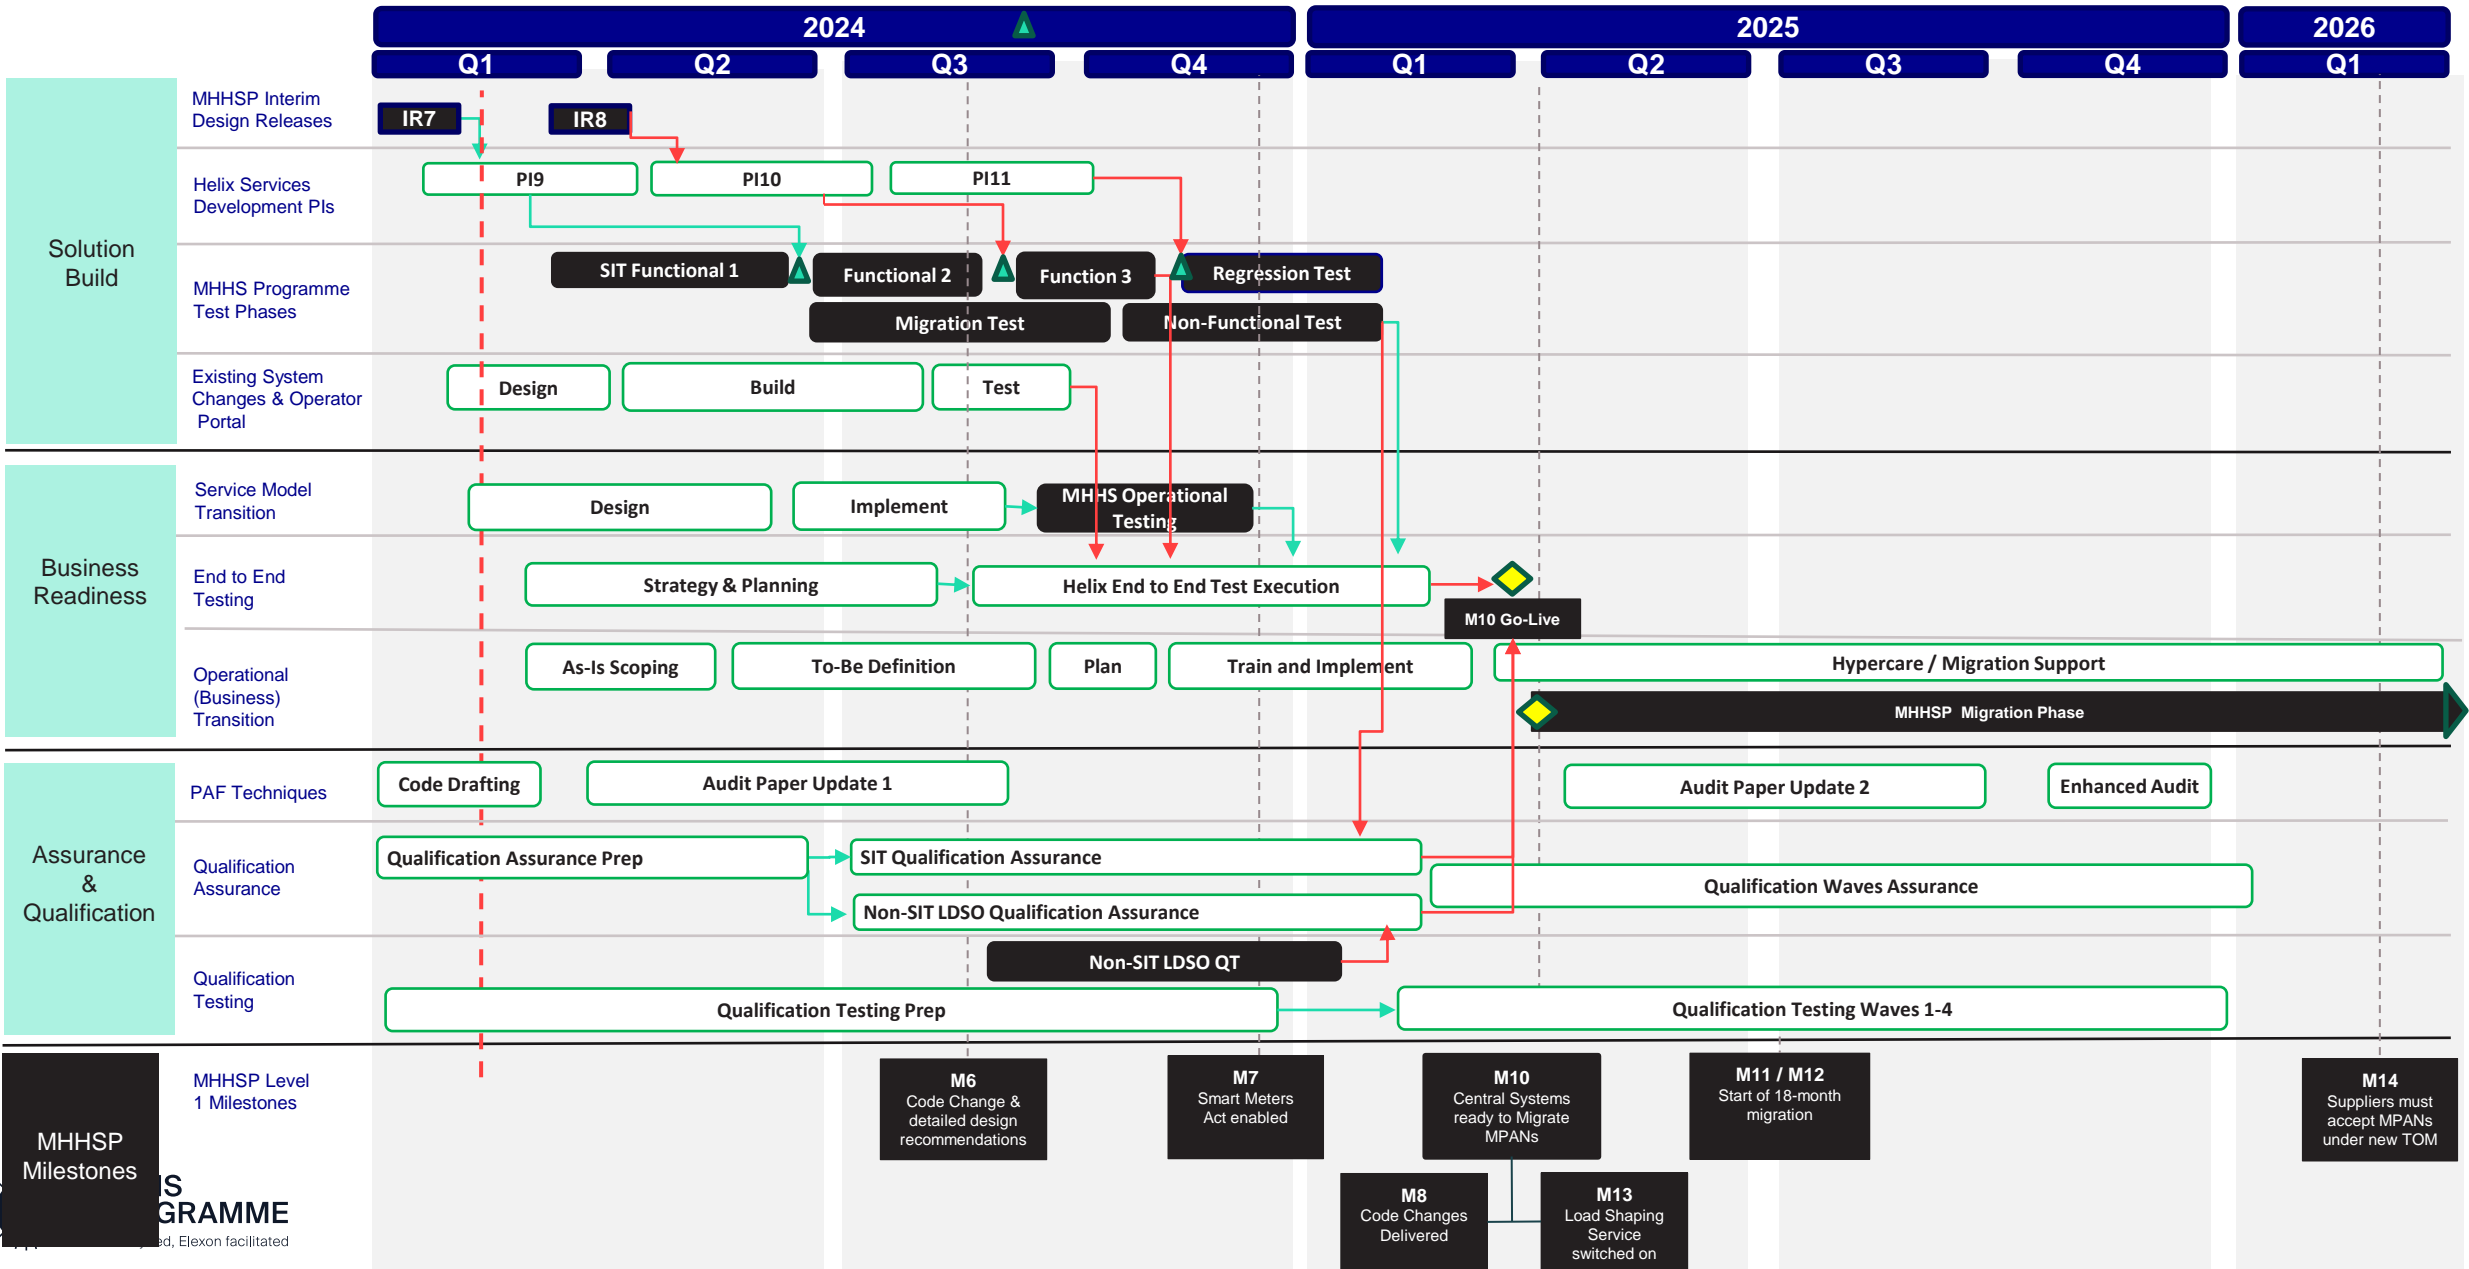 2024
2025
2026
Q1
Q2
Q3
Q4
Q1
Q2
Q3
Q4
Q1
Solution
Build
MHHSP Interim
Design Releases
IR7
IR8
Helix Services
Development PIs
PI9
PI10
PI11
MHHS Programme
Test Phases
SIT Functional 1
Functional 2
Function 3
Regression Test
Migration Test
Non-Functional Test
Existing System
Changes & Operator
Portal
Design
Build
Test
Business
Readiness
Service Model
Transition
Design
Implement
MHHS Operational
Testing
End to End
Testing
Strategy & Planning
Helix End to End Test Execution
M10 Go-Live
Operational
(Business)
Transition
As-Is Scoping
To-Be Definition
Plan
Train and Implement
Hypercare / Migration Support
MHHSP Migration Phase
Assurance
&
Qualification
PAF Techniques
Code Drafting
Audit Paper Update 1
Audit Paper Update 2
Enhanced Audit
Qualification
Assurance
Qualification Assurance Prep
SIT Qualification Assurance
Qualification Waves Assurance
Non-SIT LDSO Qualification Assurance
Qualification
Testing
Non-SIT LDSO QT
Qualification Testing Prep
Qualification Testing Waves 1-4
MHHSP
Milestones
MHHSP Level
1 Milestones
M6
Code Change &
detailed design
recommendations
M7
Smart Meters
Act enabled
M10
Central Systems
ready to Migrate
MPANs
M11 / M12
Start of 18-month
migration
M14
Suppliers must
accept MPANs
under new TOM
M8
Code Changes
Delivered
M13
Load Shaping
Service
switched on
IS
GRAMME
ed, Elexon facilitated